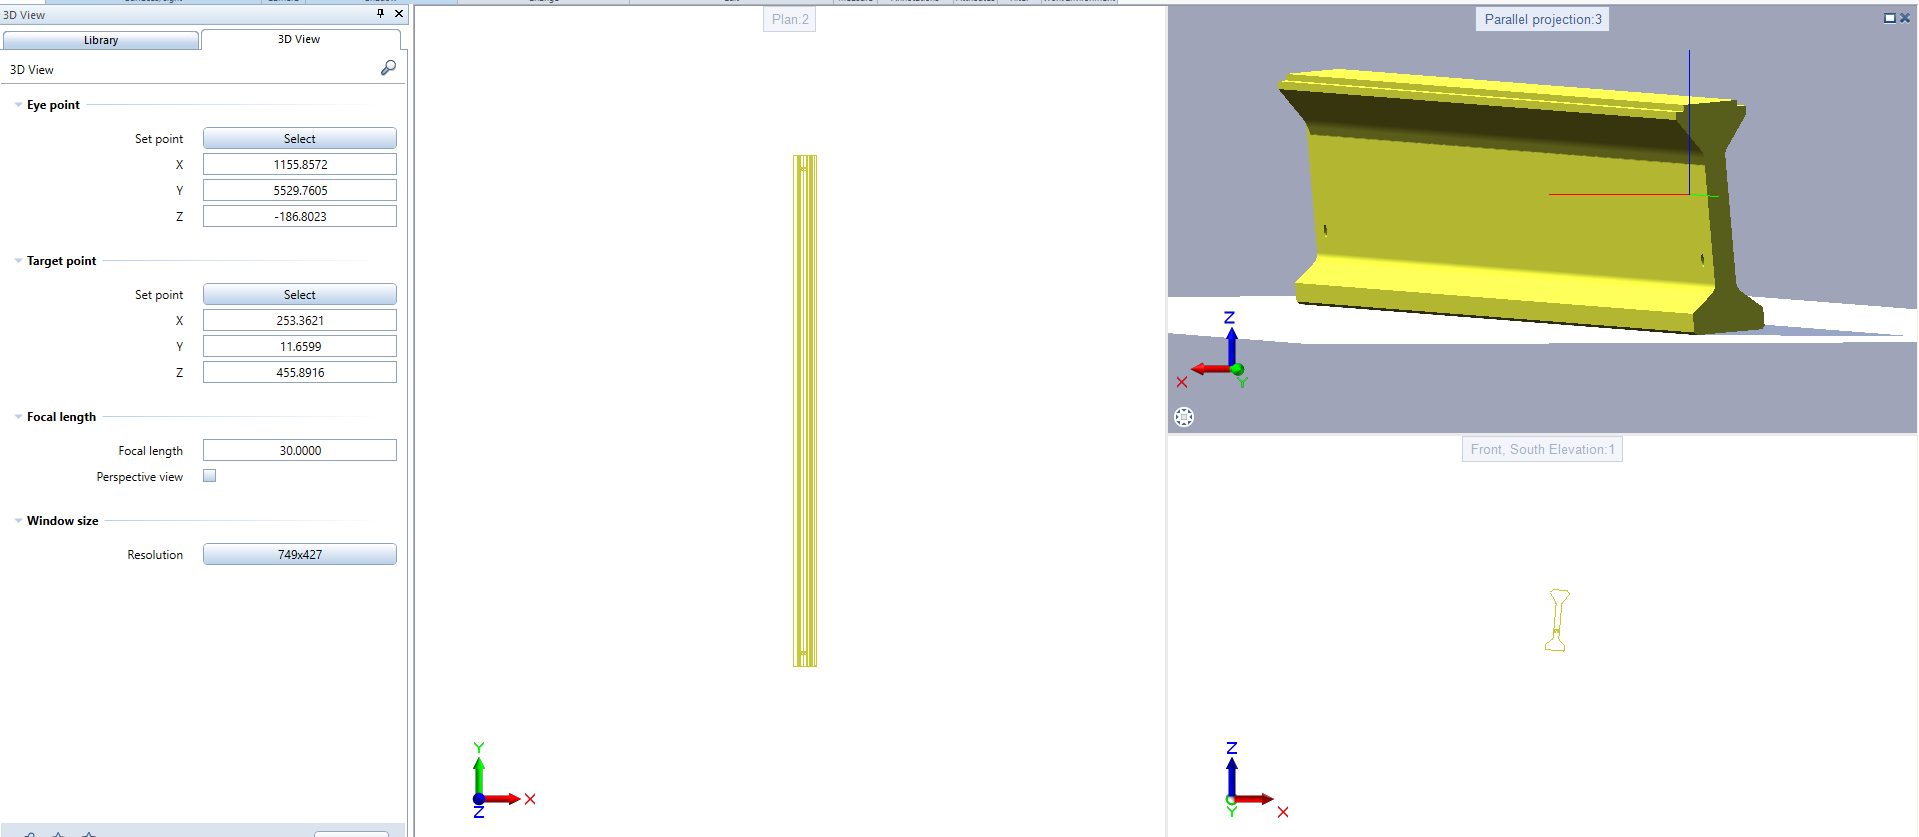 3D View
Library
3D View
3D View
Eye point
Set point
Select
X
1155.8572
Y
5529.7605
Z
-186.8023
Target point
Set point
Select
X
253.3621
Y
11.6599
Z
455.8916
Focal length
Focal length
30.0000
Perspective view
Window size
Resolution
749x427
Plan:2
Y
X
Z
Parallel projection:3
Z
X
Y
Front, South Elevation:1
Z
Y
X